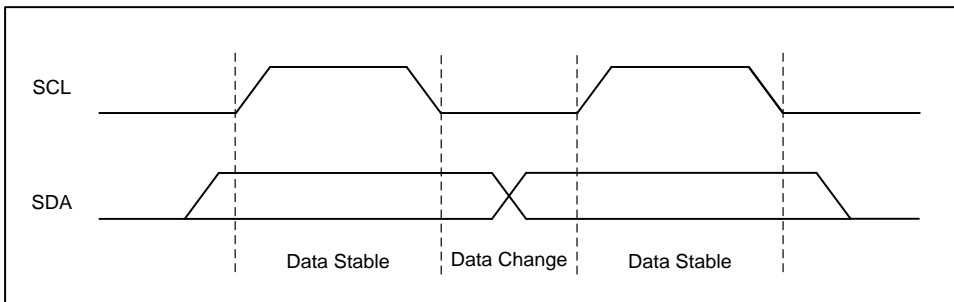 SCL
SDA
Data Stable
Data Change
Data Stable